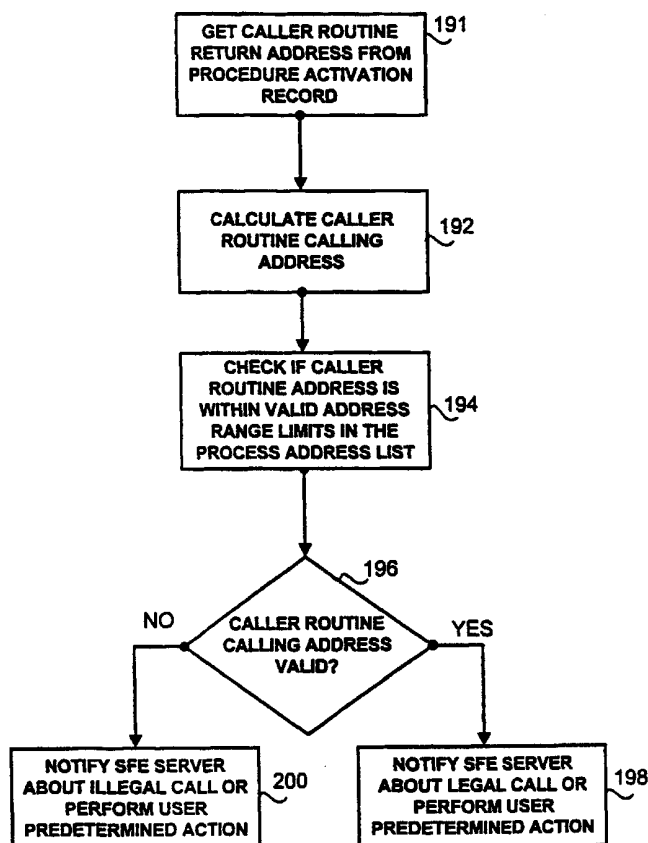 GET CALLER ROUTINE
RETURN ADDRESS FROM
PROCEDURE ACTIVATION
RECORD
191
CALCULATE CALLER
ROUTINE CALLING
ADDRESS
192
CHECK IF CALLER
ROUTINE ADDRESS IS
WITHIN VALID ADDRESS
RANGE LIMITS IN THE
PROCESS ADDRESS LIST
194
196
CALLER ROUTINE
CALLING ADDRESS
VALID?
NO
YES
NOTIFY SFE SERVER
ABOUT ILLEGAL CALL OR
PERFORM USER
PREDETERMINED ACTION
200
NOTIFY SFE SERVER
ABOUT LEGAL CALL OR
PERFORM USER
PREDETERMINED ACTION
198